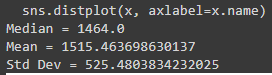 sns.distplot(x, axlabel=x.name)
Median = 1464.0
Mean = 1515.463698630137
Std Dev = 525.4803834232025